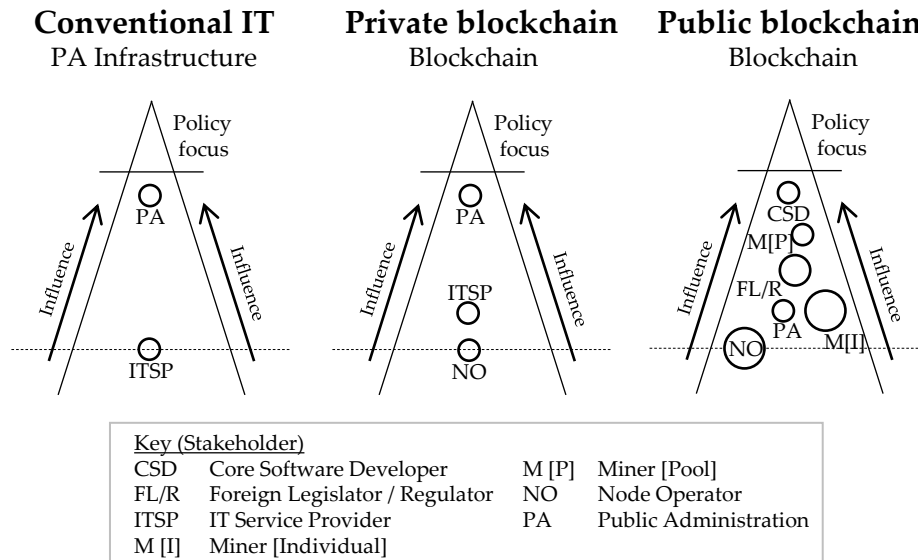 Conventional IT
PA Infrastructure
Policy
focus
PA
Influence
Influence
ITSP
Private blockchain
Blockchain
Policy
focus
PA
Influence
Influence
ITSP
NO
Public blockchain
Blockchain
Policy
focus
CSD
M[P]
Influence
Influence
FL/R
PA
M[I]
NO
Key (Stakeholder)
CSD Core Software Developer M [P] Miner [Pool]
FL/R Foreign Legislator / Regulator NO Node Operator
ITSP IT Service Provider PA Public Administration
M [I] Miner [Individual]